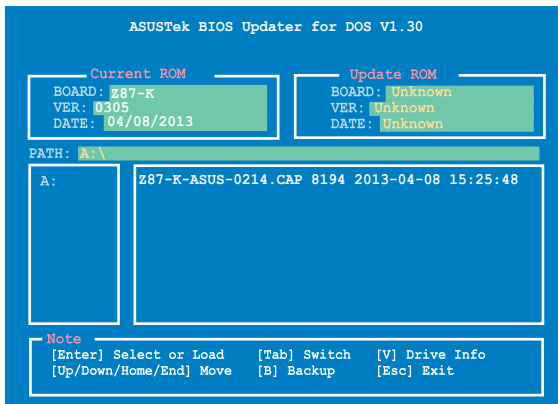 ASUSTek BIOS Updater for DOS V1.30
Current ROM
BOARD: Z87-K
VER: 0305
DATE: 04/08/2013
Update ROM
BOARD: Unknown
VER: Unknown
DATE: Unknown
PATH: A:\
A:
Z87-K-ASUS-0214.CAP 8194 2013-04-08 15:25:48
Note
[Enter] Select or Load [Tab] Switch [V] Drive Info
[Up/Down/Home/End] Move [B] Backup [Esc] Exit